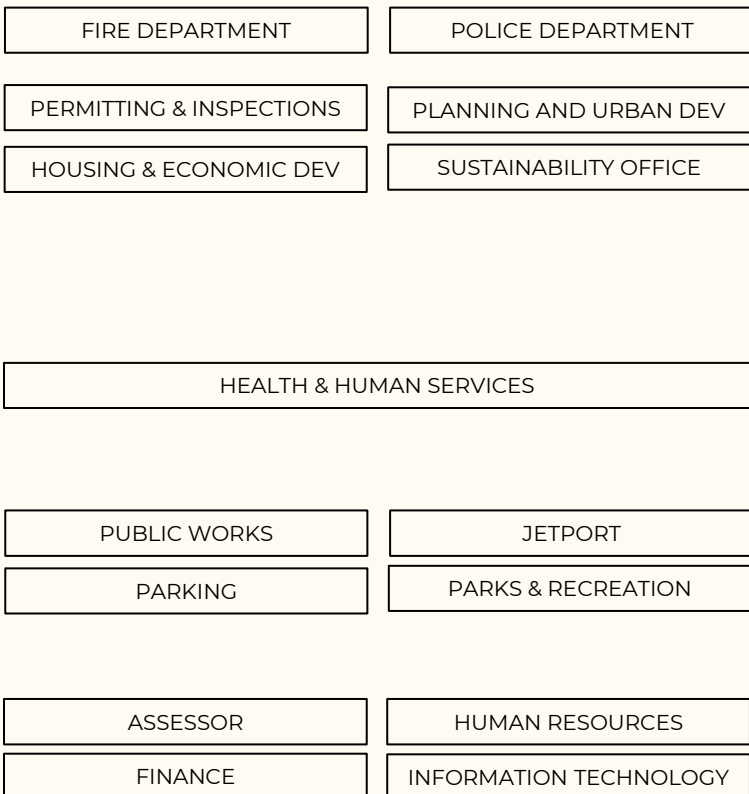 FIRE DEPARTMENT
POLICE DEPARTMENT
PERMITTING & INSPECTIONS
PLANNING AND URBAN DEV
HOUSING & ECONOMIC DEV
SUSTAINABILITY OFFICE
HEALTH & HUMAN SERVICES
PUBLIC WORKS
JETPORT
PARKING
PARKS & RECREATION
ASSESSOR
HUMAN RESOURCES
FINANCE
INFORMATION TECHNOLOGY